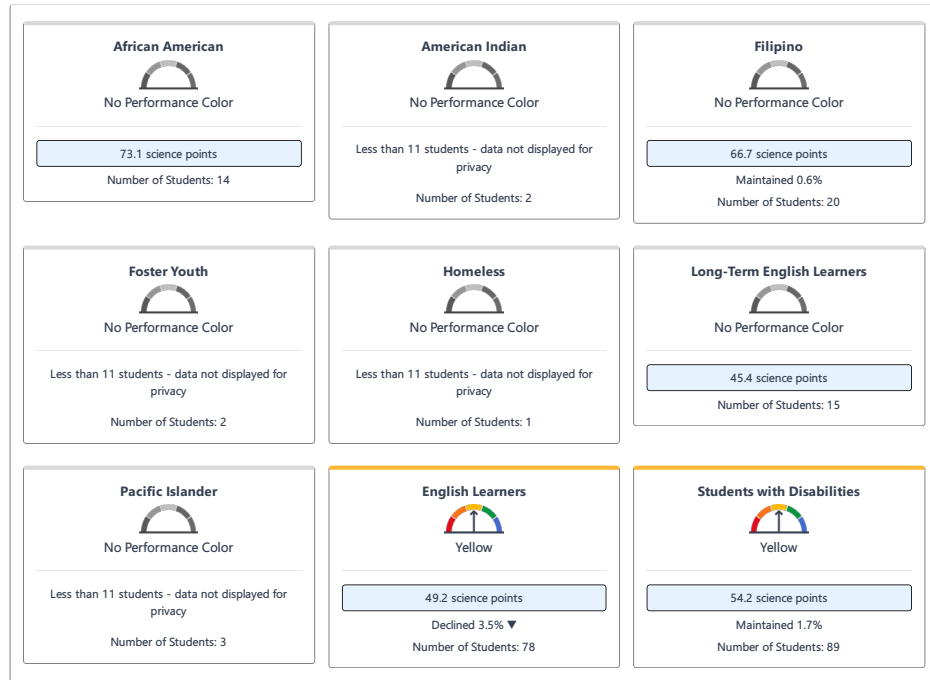 African American
No Performance Color
73.1 science points
Number of Students: 14
American Indian
No Performance Color
Less than 11 students - data not displayed for
privacy
Number of Students: 2
Filipino
No Performance Color
66.7 science points
Maintained 0.6%
Number of Students: 20
Foster Youth
No Performance Color
Less than 11 students - data not displayed for
privacy
Number of Students: 2
Homeless
No Performance Color
Less than 11 students - data not displayed for
privacy
Number of Students: 1
Long-Term English Learners
No Performance Color
45.4 science points
Number of Students: 15
Pacific Islander
No Performance Color
Less than 11 students - data not displayed for
privacy
Number of Students: 3
English Learners
Yellow
49.2 science points
Declined 3.5% ▼
Number of Students: 78
Students with Disabilities
Yellow
54.2 science points
Maintained 1.7%
Number of Students: 89